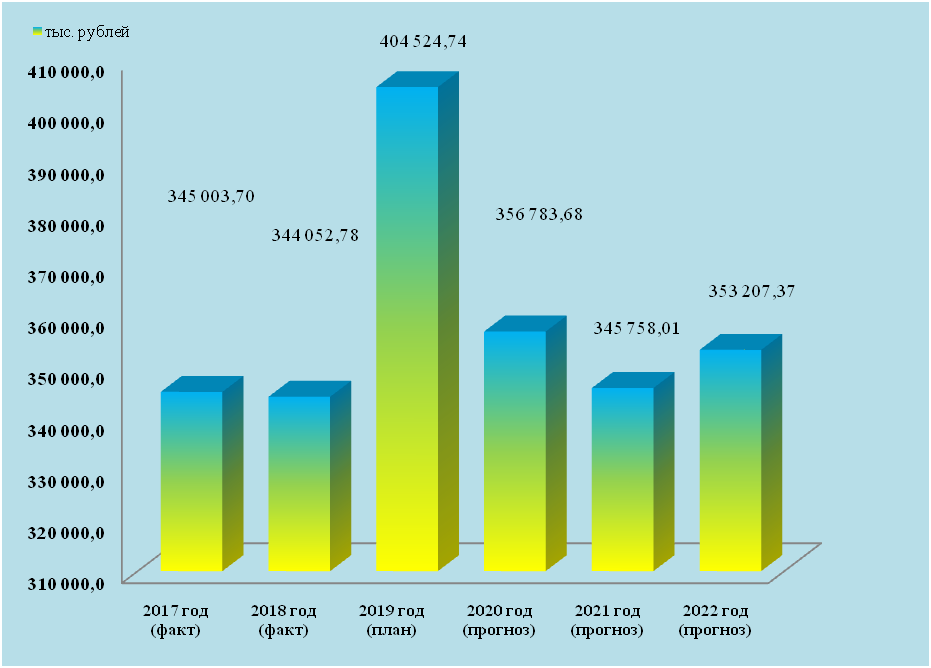 тыс. рублей
404 524,74
410 000,0
400 000,0
390 000,0
345 003,70
356 783,68
380 000,0
344 052,78
370 000,0
353 207,37
360 000,0
345 758,01
350 000,0
340 000,0
330 000,0
320 000,0
310 000,0
2017 год
(факт)
2018 год
(факт)
2019 год
(план)
2020 год
(прогноз)
2021 год
(прогноз)
2022 год
(прогноз)